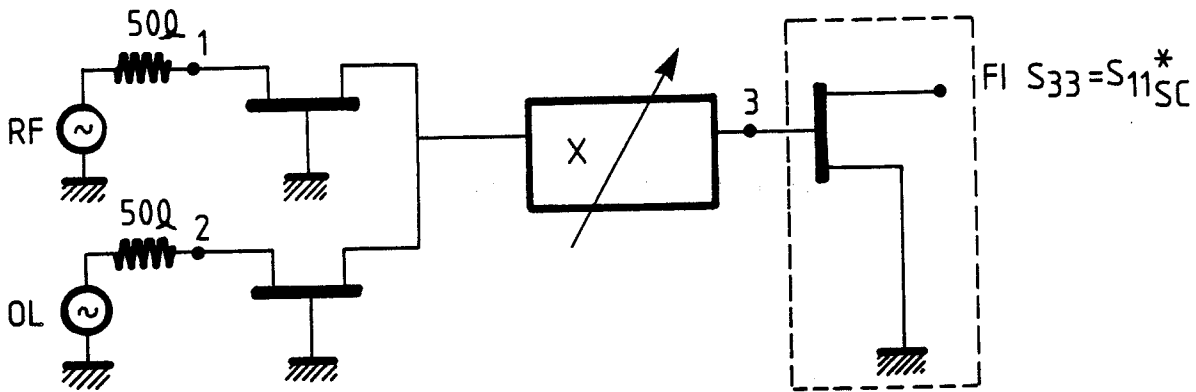 50Ω 1
RF
50Ω 2
OL
X
3
FI S33=S11*SC